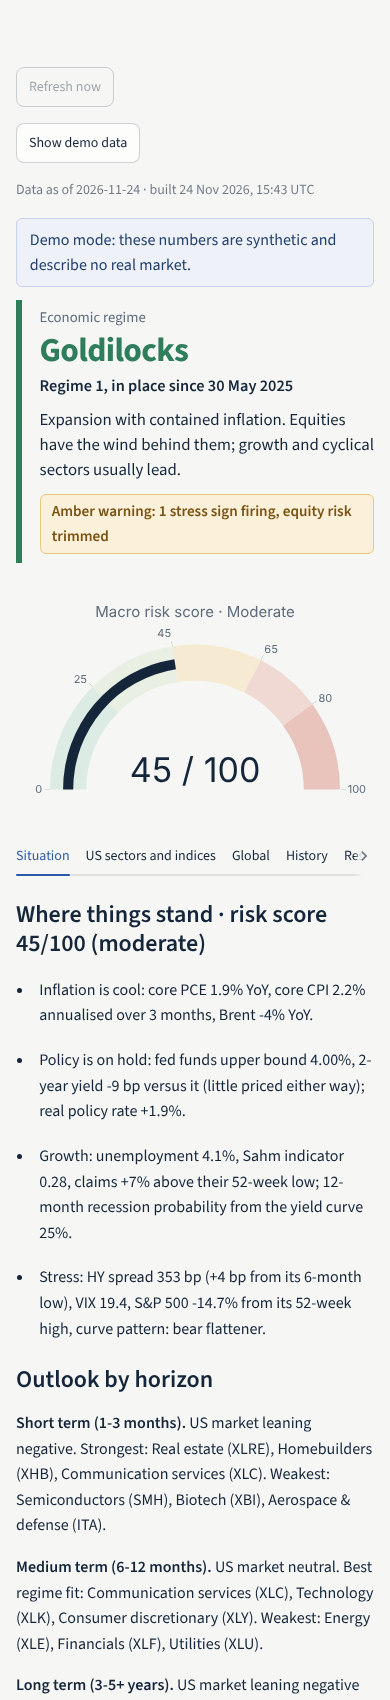 Refresh now
Show demo data
Data as of 2026-11-24 · built 24 Nov 2026, 15:43 UTC
Demo mode: these numbers are synthetic and
describe no real market.
Economic regime
Goldilocks
Regime 1, in place since 30 May 2025
Expansion with contained inflation. Equities
have the wind behind them; growth and cyclical
sectors usually lead.
Amber warning: 1 stress sign firing, equity risk
trimmed
Macro risk score · Moderate
45
65
25
80
45 / 100
0
100
Situation US sectors and indices Global History Re
Where things stand · risk score
45/100 (moderate)
• Inflation is cool: core PCE 1.9% YoY, core CPI 2.2%
annualised over 3 months, Brent -4% YoY.
• Policy is on hold: fed funds upper bound 4.00%, 2-
year yield -9 bp versus it (little priced either way);
real policy rate +1.9%.
• Growth: unemployment 4.1%, Sahm indicator
0.28, claims +7% above their 52-week low; 12-
month recession probability from the yield curve
25%.
• Stress: HY spread 353 bp (+4 bp from its 6-month
low), VIX 19.4, S&P 500 -14.7% from its 52-week
high, curve pattern: bear flattener.
Outlook by horizon
Short term (1-3 months). US market leaning
negative. Strongest: Real estate (XLRE), Homebuilders
(XHB), Communication services (XLC). Weakest:
Semiconductors (SMH), Biotech (XBI), Aerospace &
defense (ITA).
Medium term (6-12 months). US market neutral. Best
regime fit: Communication services (XLC), Technology
(XLK), Consumer discretionary (XLY). Weakest: Energy
(XLE), Financials (XLF), Utilities (XLU).
Long term (3-5+ years). US market leaning negative